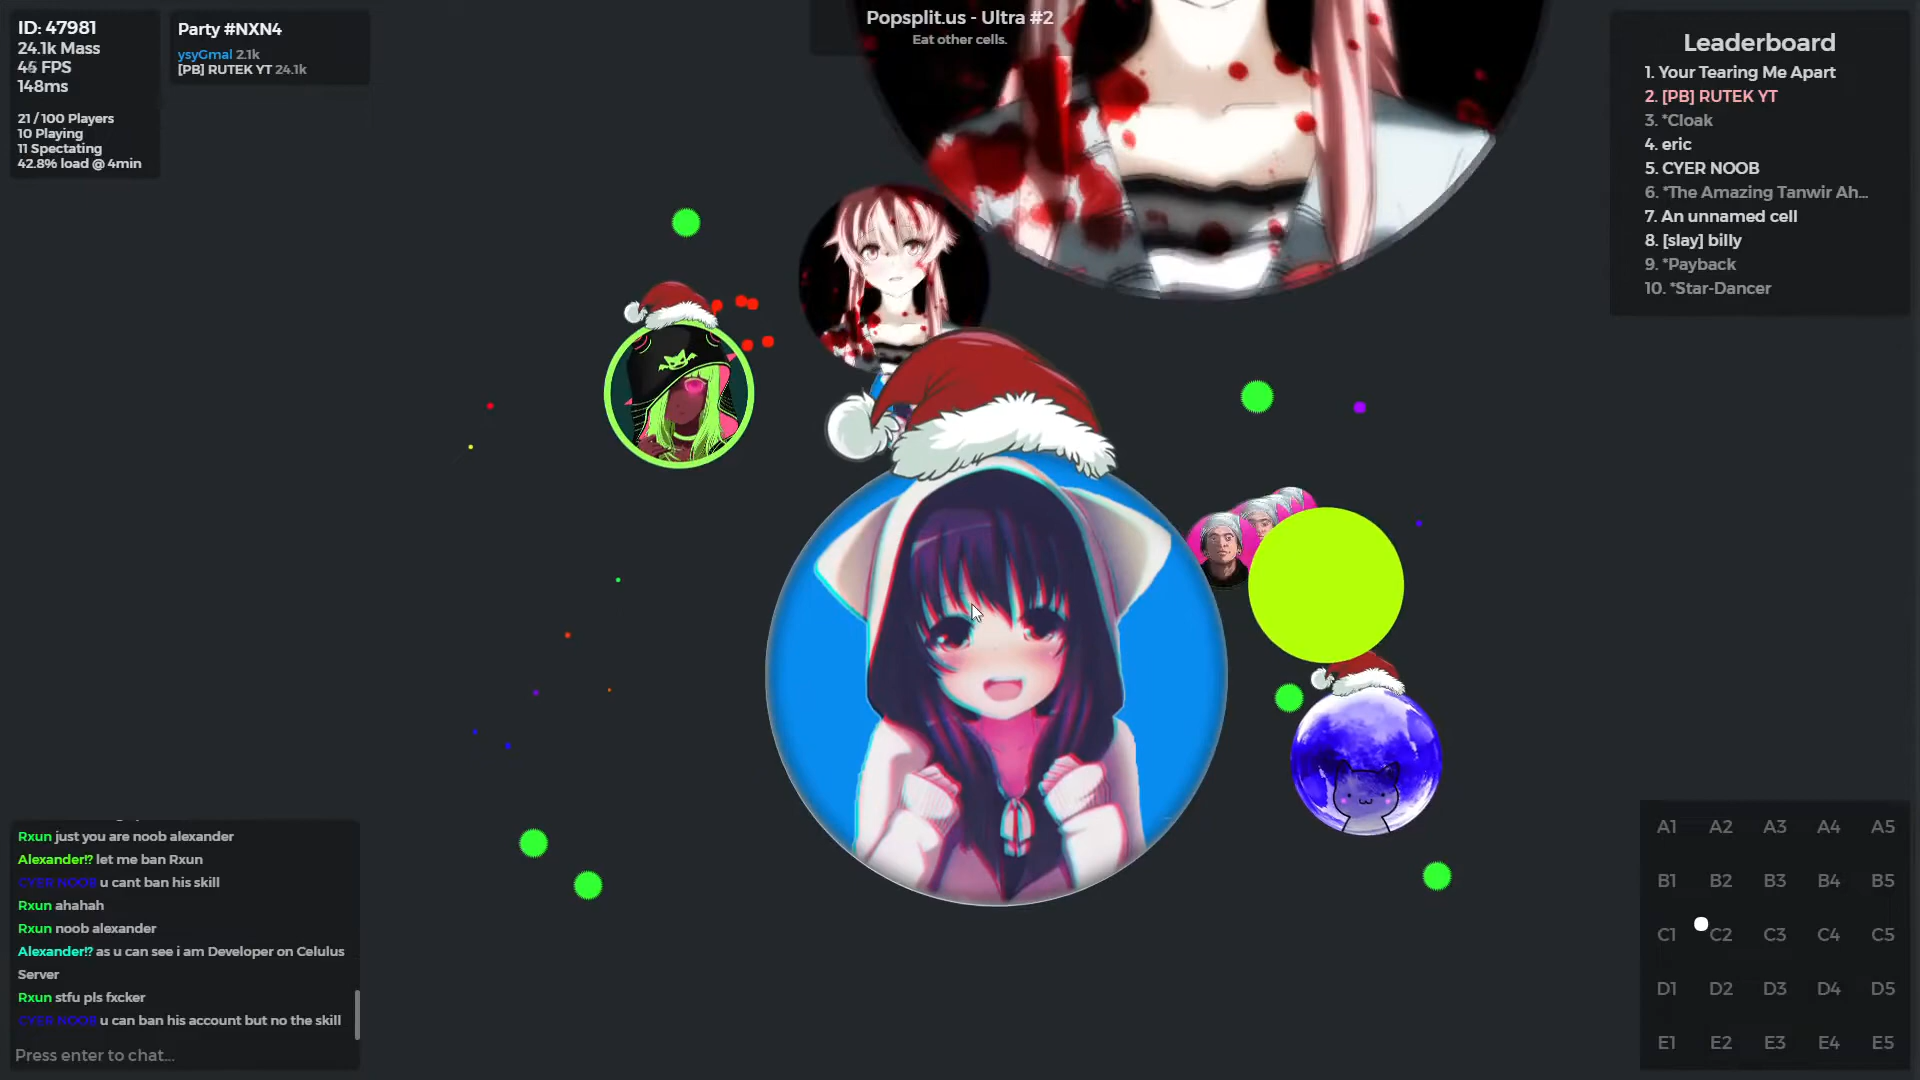 ID: 47981
24.1k Mass
45 FPS
148ms
21 / 100 Players
10 Playing
11 Spectating
42.8% load @ 4min
Party #NXN4
ysyGmal 2.1k
[PB] RUTEK YT 24.1k
Popsplit.us - Ultra #2
Eat other cells.
Leaderboard
1. Your Tearing Me Apart
2. [PB] RUTEK YT
3. *Cloak
4. eric
5. CYER NOOB
6. *The Amazing Tanwir Ah...
7. An unnamed cell
8. [slay] billy
9. *Payback
10. *Star-Dancer
Rxun just you are noob alexander
Alexander!? let me ban Rxun
CYER NOOB u cant ban his skill
Rxun ahahah
Rxun noob alexander
Alexander!? as u can see i am Developer on Celulus
Server
Rxun stfu pls fxcker
CYER NOOB u can ban his account but no the skill
Press enter to chat...
A1 A2 A3 A4 A5
B1 B2 B3 B4 B5
C1 C2 C3 C4 C5
D1 D2 D3 D4 D5
E1 E2 E3 E4 E5